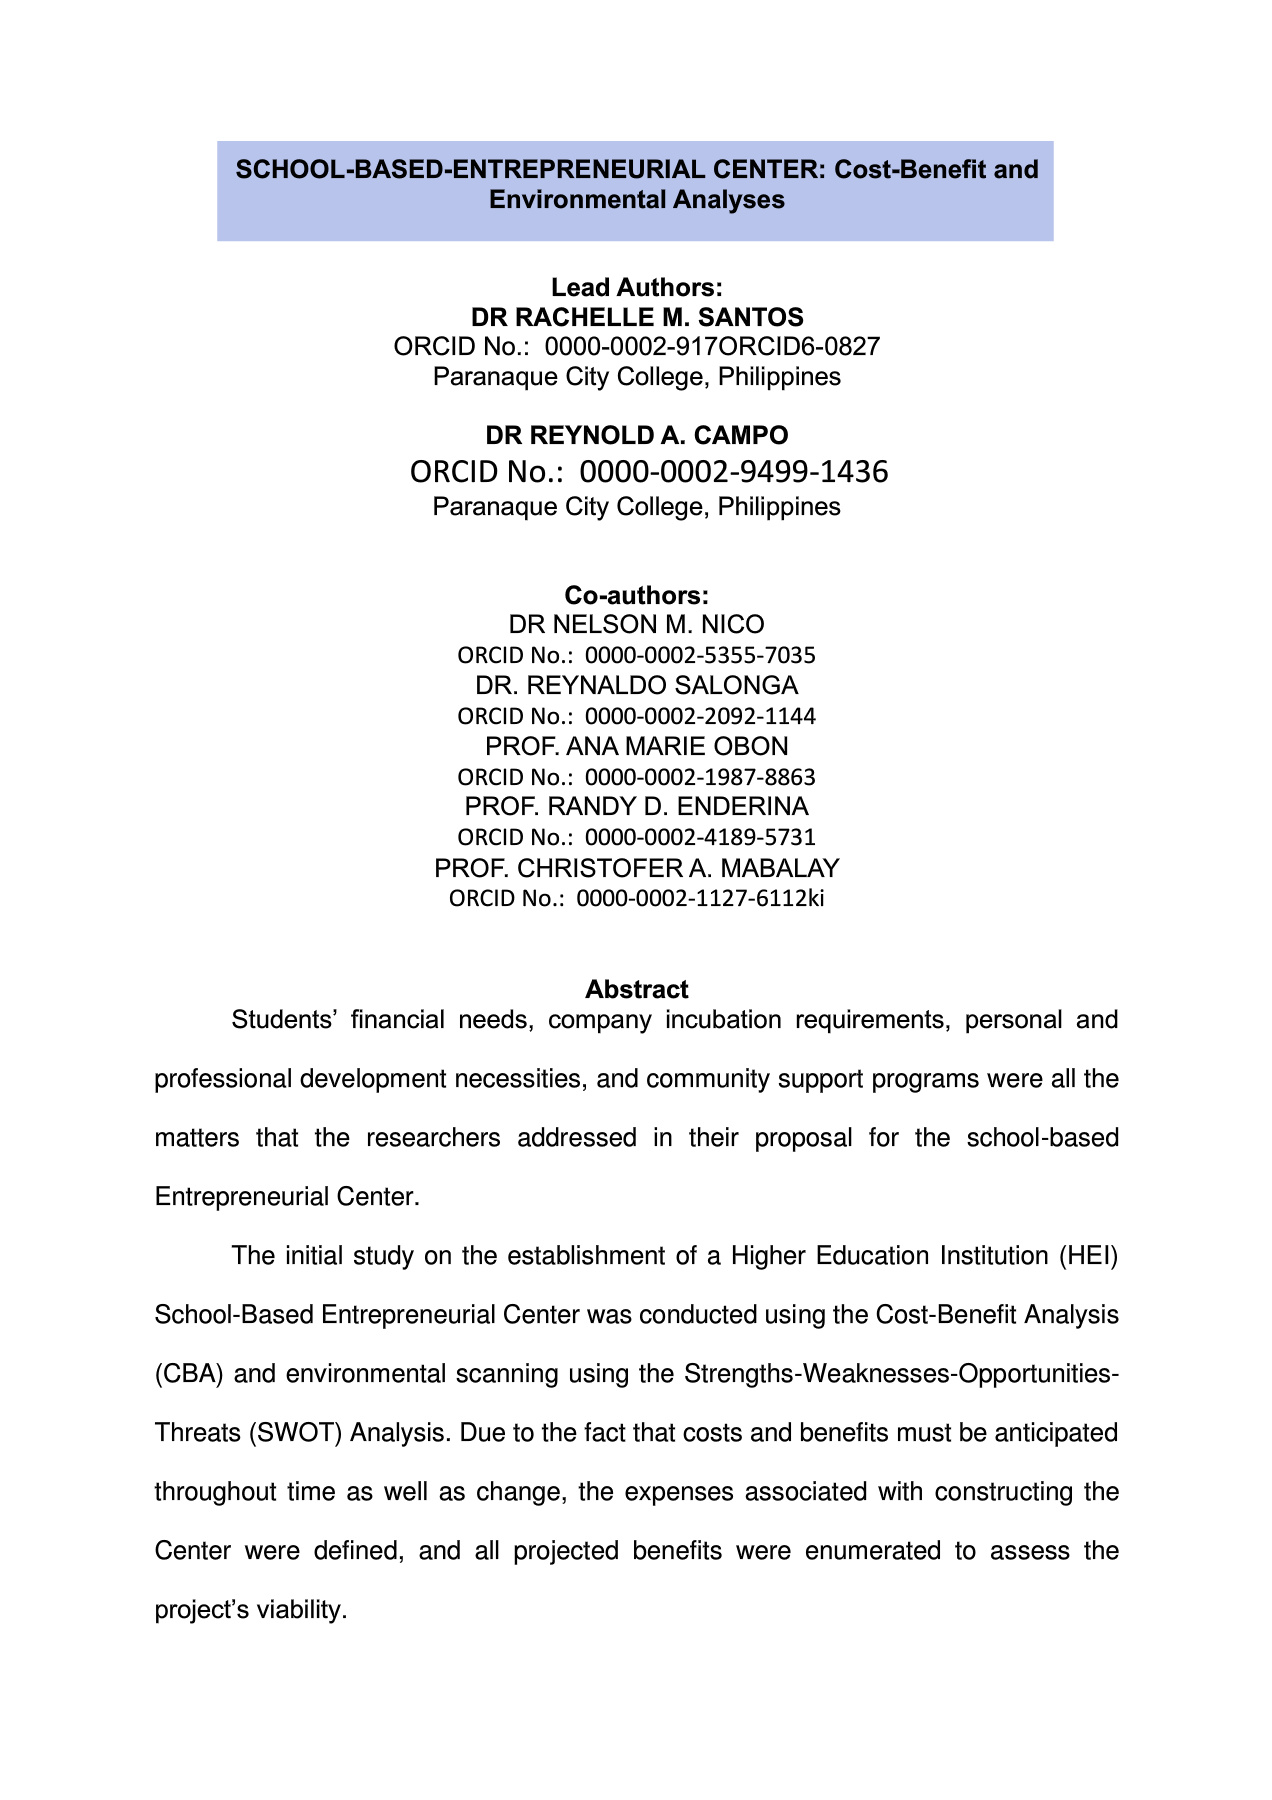 SCHOOL-BASED-ENTREPRENEURIAL CENTER: Cost-Benefit and
Environmental Analyses
Lead Authors:
DR RACHELLE M. SANTOS
ORCID No.:  0000-0002-917ORCID6-0827
Paranaque City College, Philippines
DR REYNOLD A. CAMPO
ORCID No.:  0000-0002-9499-1436
Paranaque City College, Philippines
Co-authors:
DR NELSON M. NICO
ORCID No.:  0000-0002-5355-7035
DR. REYNALDO SALONGA
ORCID No.:  0000-0002-2092-1144
PROF. ANA MARIE OBON
ORCID No.:  0000-0002-1987-8863
PROF. RANDY D. ENDERINA
ORCID No.:  0000-0002-4189-5731
PROF. CHRISTOFER A. MABALAY
ORCID No.:  0000-0002-1127-6112ki
Abstract
Students’ financial needs, company incubation requirements, personal and
professional development necessities, and community support programs were all the
matters that the researchers addressed in their proposal for the school-based
Entrepreneurial Center.
The initial study on the establishment of a Higher Education Institution (HEI)
School-Based Entrepreneurial Center was conducted using the Cost-Benefit Analysis
(CBA) and environmental scanning using the Strengths-Weaknesses-Opportunities-
Threats (SWOT) Analysis. Due to the fact that costs and benefits must be anticipated
throughout time as well as change, the expenses associated with constructing the
Center were defined, and all projected benefits were enumerated to assess the
project’s viability.